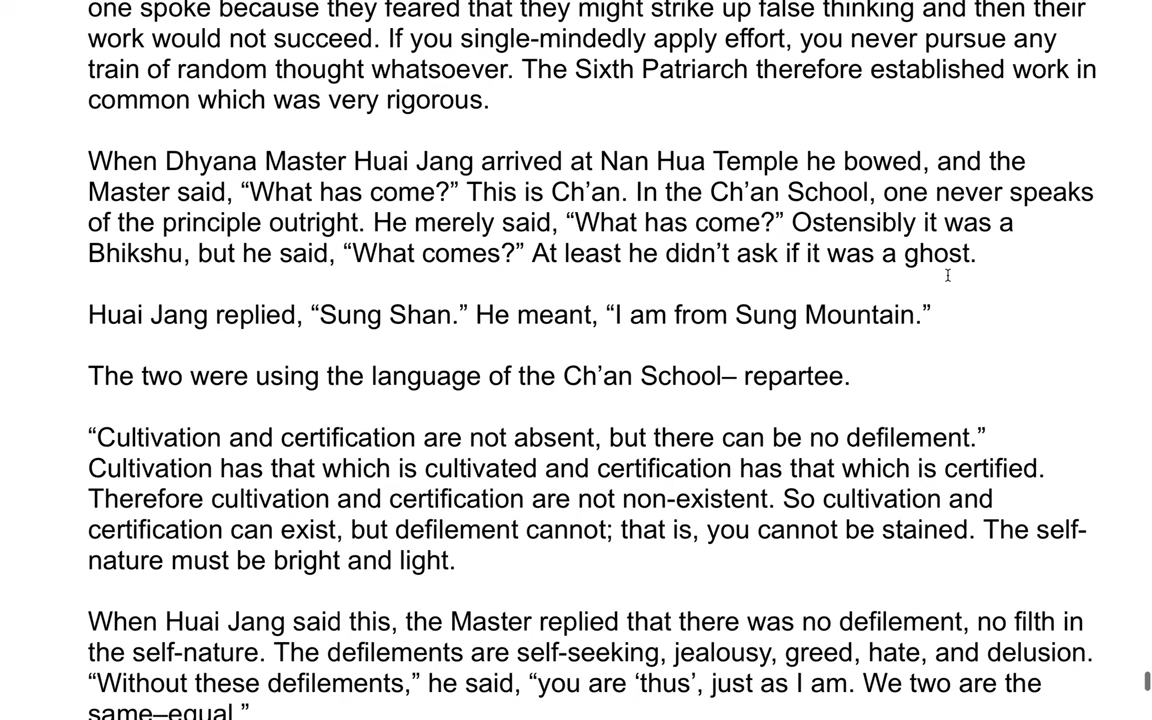 one spoke because they feared that they might strike up false thinking and then their
work would not succeed. If you single-mindedly apply effort, you never pursue any
train of random thought whatsoever. The Sixth Patriarch therefore established work in
common which was very rigorous.
When Dhyana Master Huai Jang arrived at Nan Hua Temple he bowed, and the
Master said, “What has come?” This is Ch’an. In the Ch’an School, one never speaks
of the principle outright. He merely said, “What has come?” Ostensibly it was a
Bhikshu, but he said, “What comes?” At least he didn’t ask if it was a ghost.
Huai Jang replied, “Sung Shan.” He meant, “I am from Sung Mountain.”
The two were using the language of the Ch’an School– repartee.
“Cultivation and certification are not absent, but there can be no defilement.”
Cultivation has that which is cultivated and certification has that which is certified.
Therefore cultivation and certification are not non-existent. So cultivation and
certification can exist, but defilement cannot; that is, you cannot be stained. The self-
nature must be bright and light.
When Huai Jang said this, the Master replied that there was no defilement, no filth in
the self-nature. The defilements are self-seeking, jealousy, greed, hate, and delusion.
“Without these defilements,” he said, “you are ‘thus’, just as I am. We two are the
same–equal.”